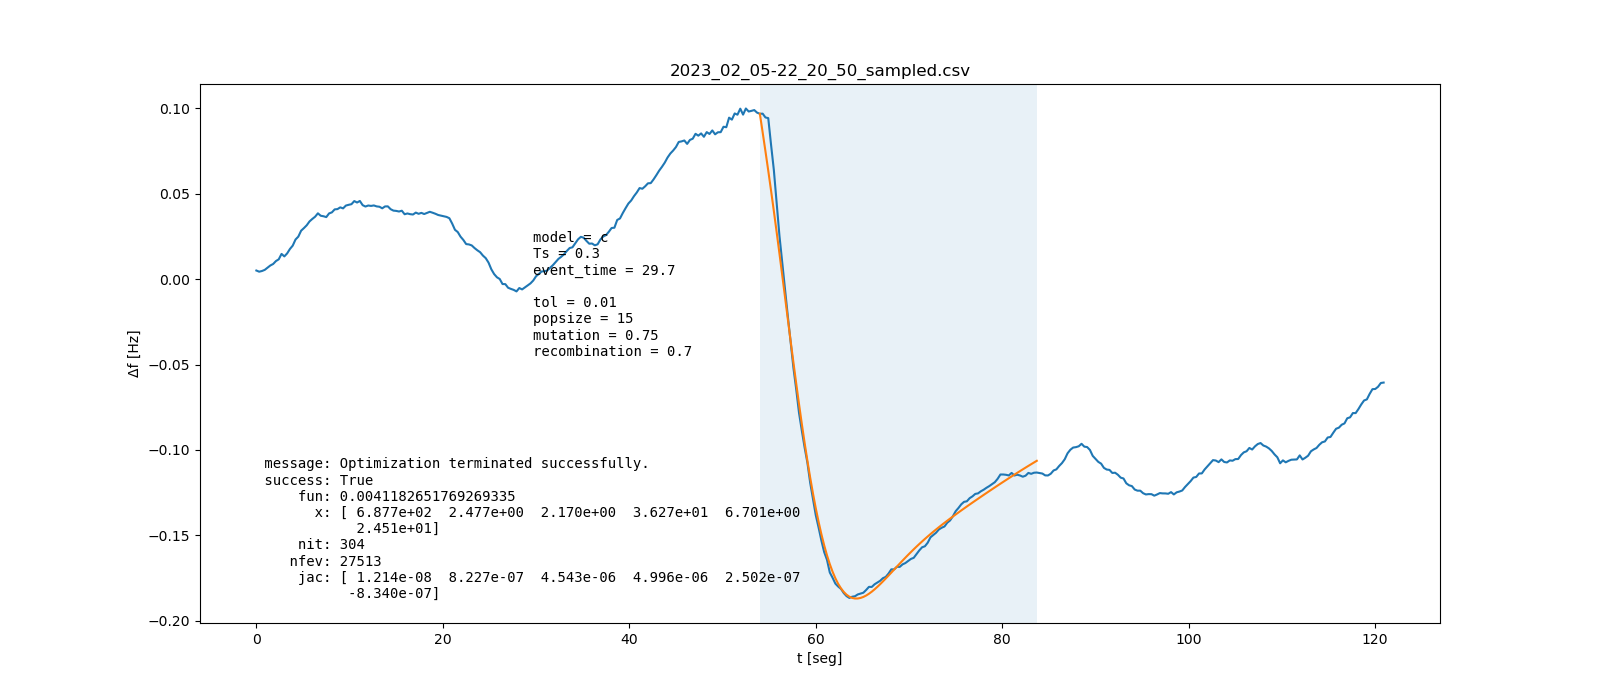 2023_02_05-22_20_50_sampled.csv
0.10
0.05
0.00
−0.05
−0.10
−0.15
−0.20
Δf [Hz]
model = c
Ts = 0.3
event_time = 29.7
tol = 0.01
popsize = 15
mutation = 0.75
recombination = 0.7
message: Optimization terminated successfully.
success: True
fun: 0.0041182651769269335
x: [ 6.877e+02  2.477e+00  2.170e+00  3.627e+01  6.701e+00
2.451e+01]
nit: 304
nfev: 27513
jac: [ 1.214e-08  8.227e-07  4.543e-06  4.996e-06  2.502e-07
-8.340e-07]
0 20 40 60 80 100 120
t [seg]